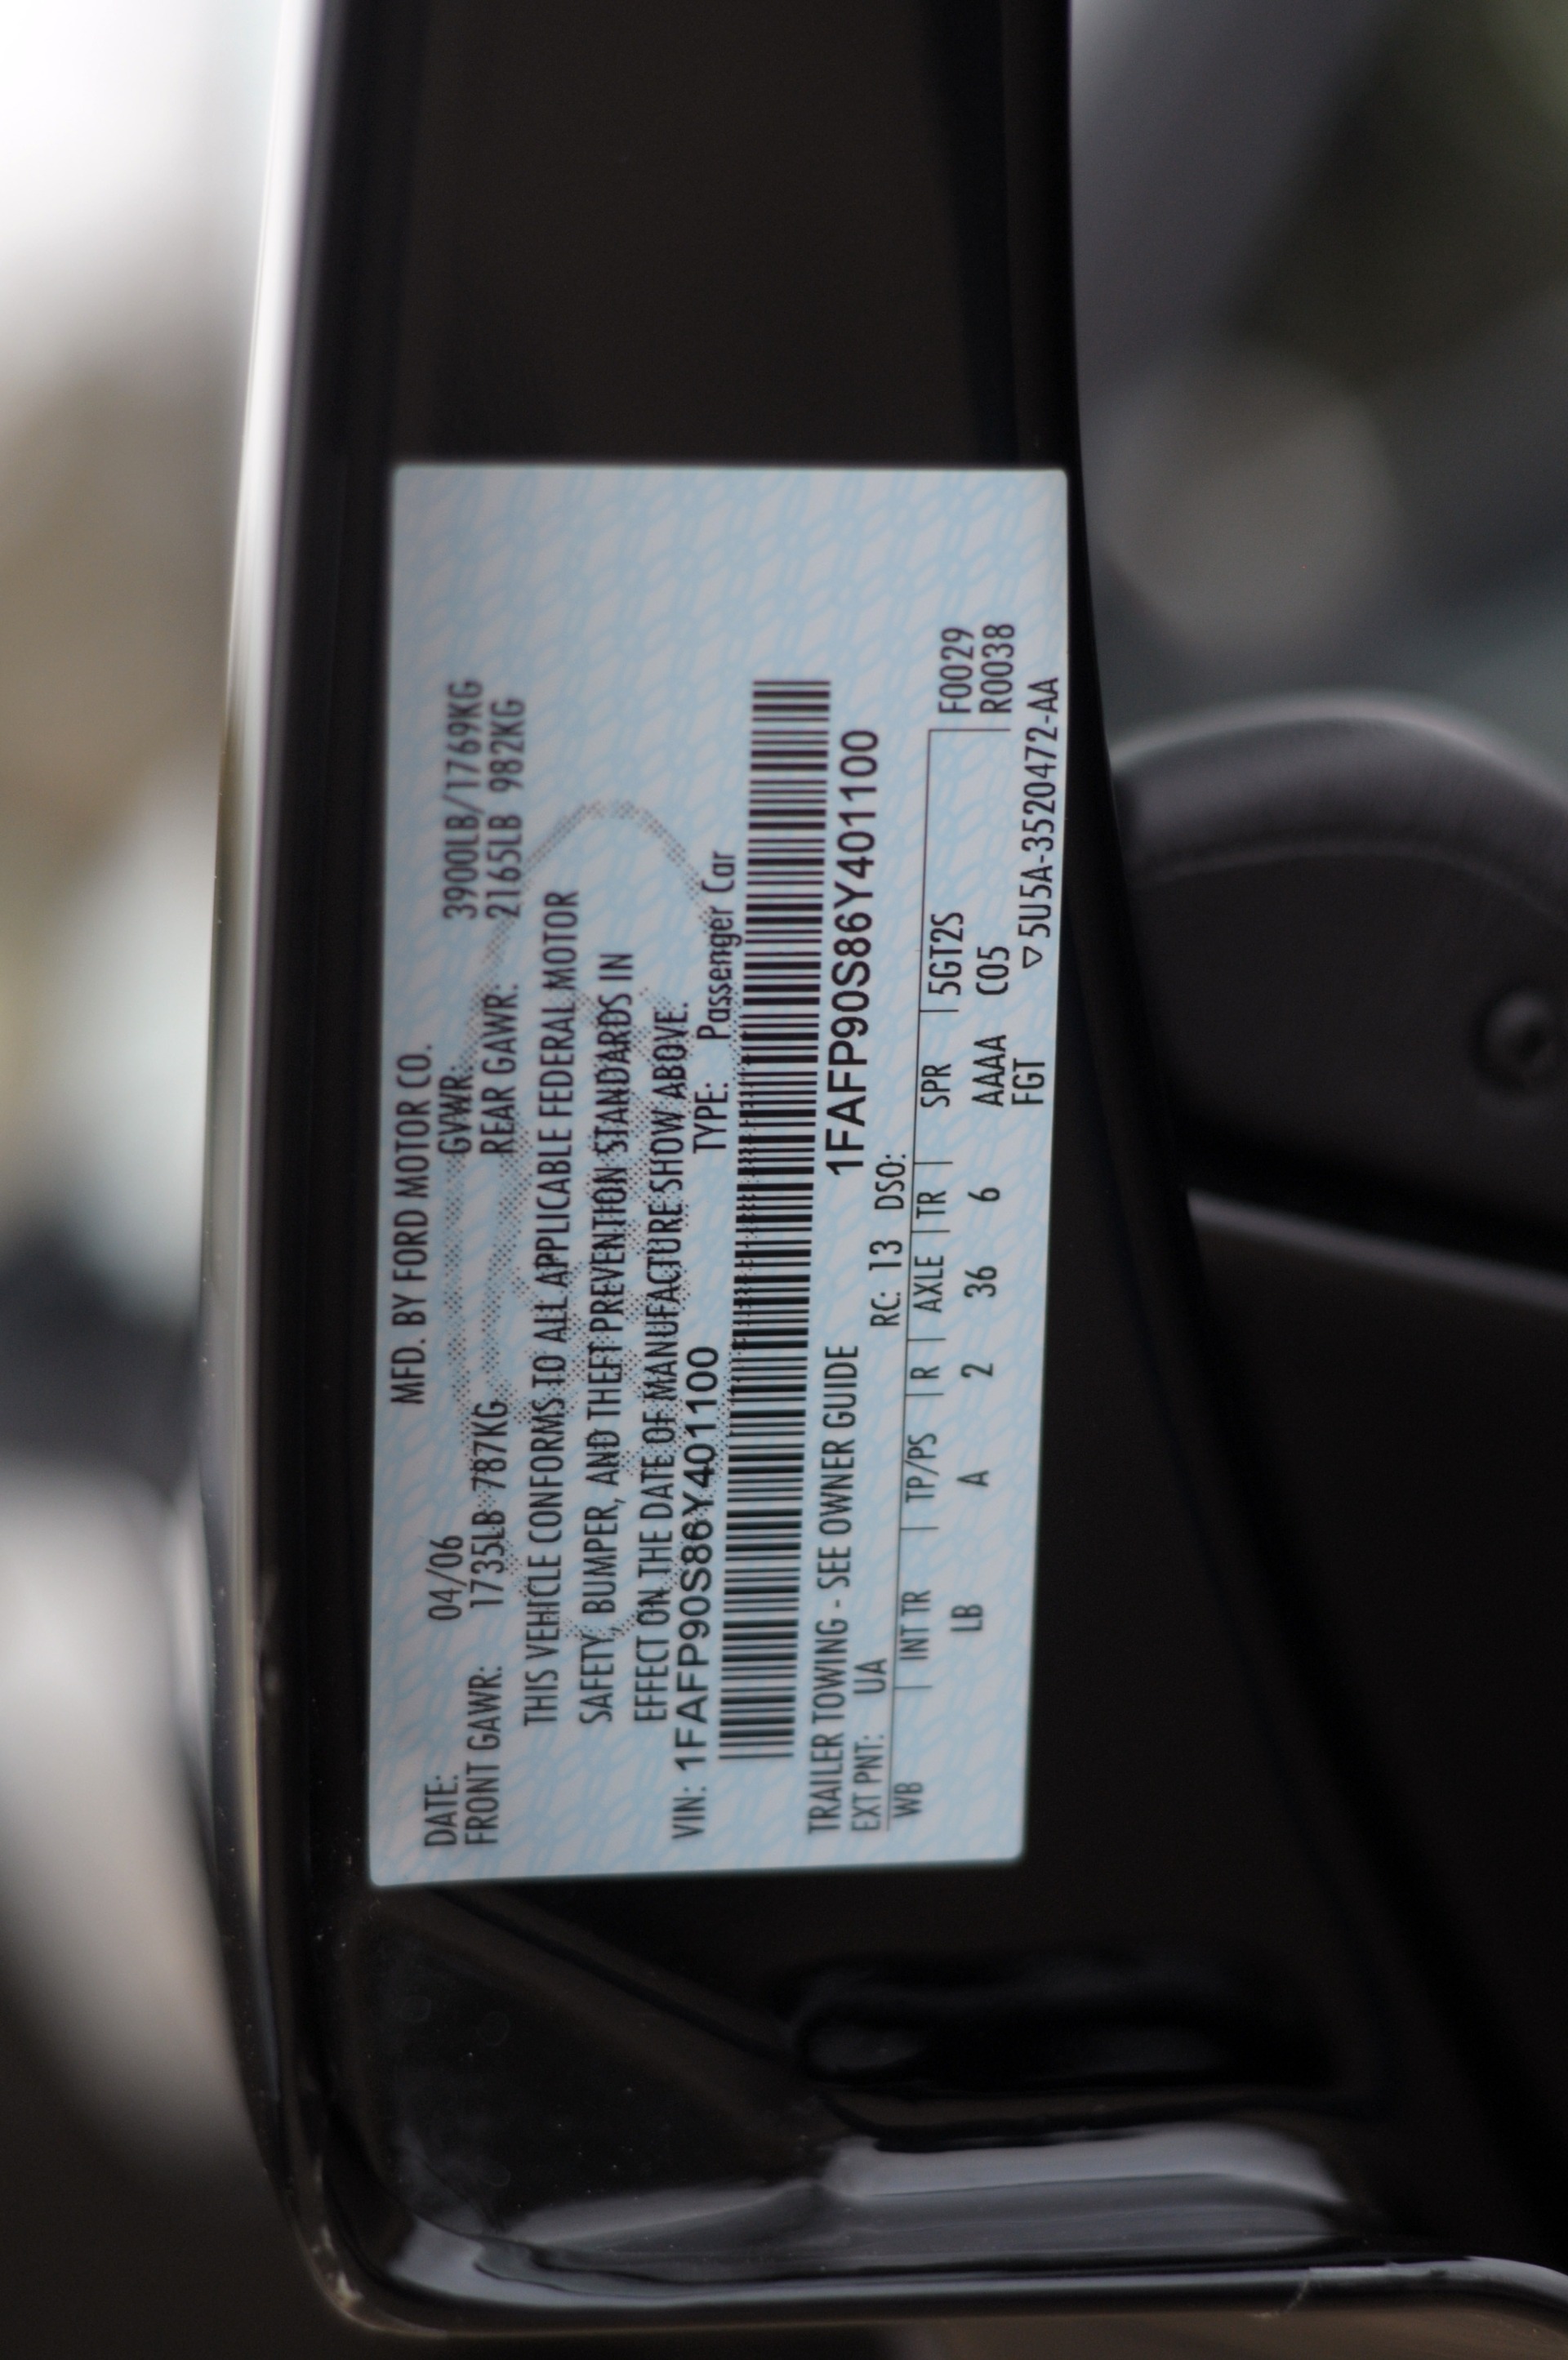 MFD. BY FORD MOTOR CO.
DATE: 04/06 GVWR: 3900LB/1769KG
FRONT GAWR: 1735LB 787KG REAR GAWR: 2165LB 982KG
THIS VEHICLE CONFORMS TO ALL APPLICABLE FEDERAL MOTOR
SAFETY, BUMPER, AND THEFT PREVENTION STANDARDS IN
EFFECT ON THE DATE OF MANUFACTURE SHOW ABOVE.
VIN: 1FAFP90S86Y401100 TYPE: Passenger Car
1FAFP90S86Y401100
TRAILER TOWING - SEE OWNER GUIDE
EXT PNT: UA RC: 13 DSO:
WB | INT TR | TP/PS | R | AXLE | TR | SPR | 5GT2S F0029
LB A 2 36 6 AAAA C05 R0038
FGT ▽5U5A-3520472-AA